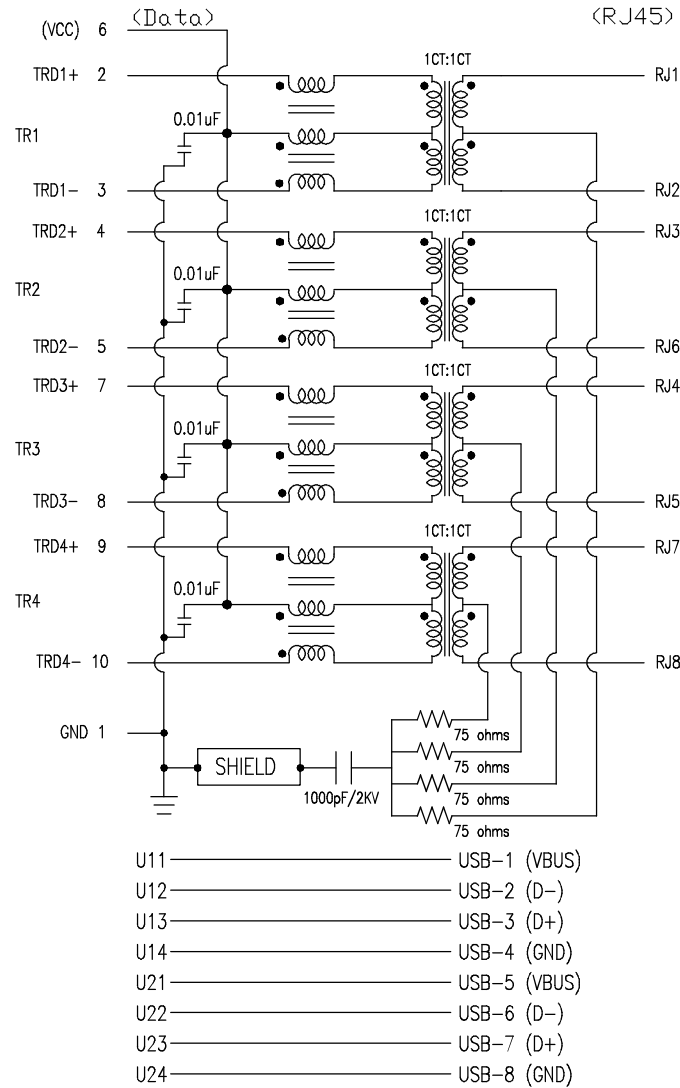 (Data) (RJ45)
(VCC) 6
1CT:1CT
TRD1+ 2 RJ1
0.01uF
TR1
TRD1- 3 RJ2
1CT:1CT
TRD2+ 4 RJ3
0.01uF
TR2
TRD2- 5 RJ6
1CT:1CT
TRD3+ 7 RJ4
0.01uF
TR3
TRD3- 8 RJ5
1CT:1CT
TRD4+ 9 RJ7
0.01uF
TR4
TRD4- 10 RJ8
GND 1
75 ohms
SHIELD
75 ohms
1000pF/2KV
75 ohms
75 ohms
U11 USB-1 (VBUS)
U12 USB-2 (D-)
U13 USB-3 (D+)
U14 USB-4 (GND)
U21 USB-5 (VBUS)
U22 USB-6 (D-)
U23 USB-7 (D+)
U24 USB-8 (GND)